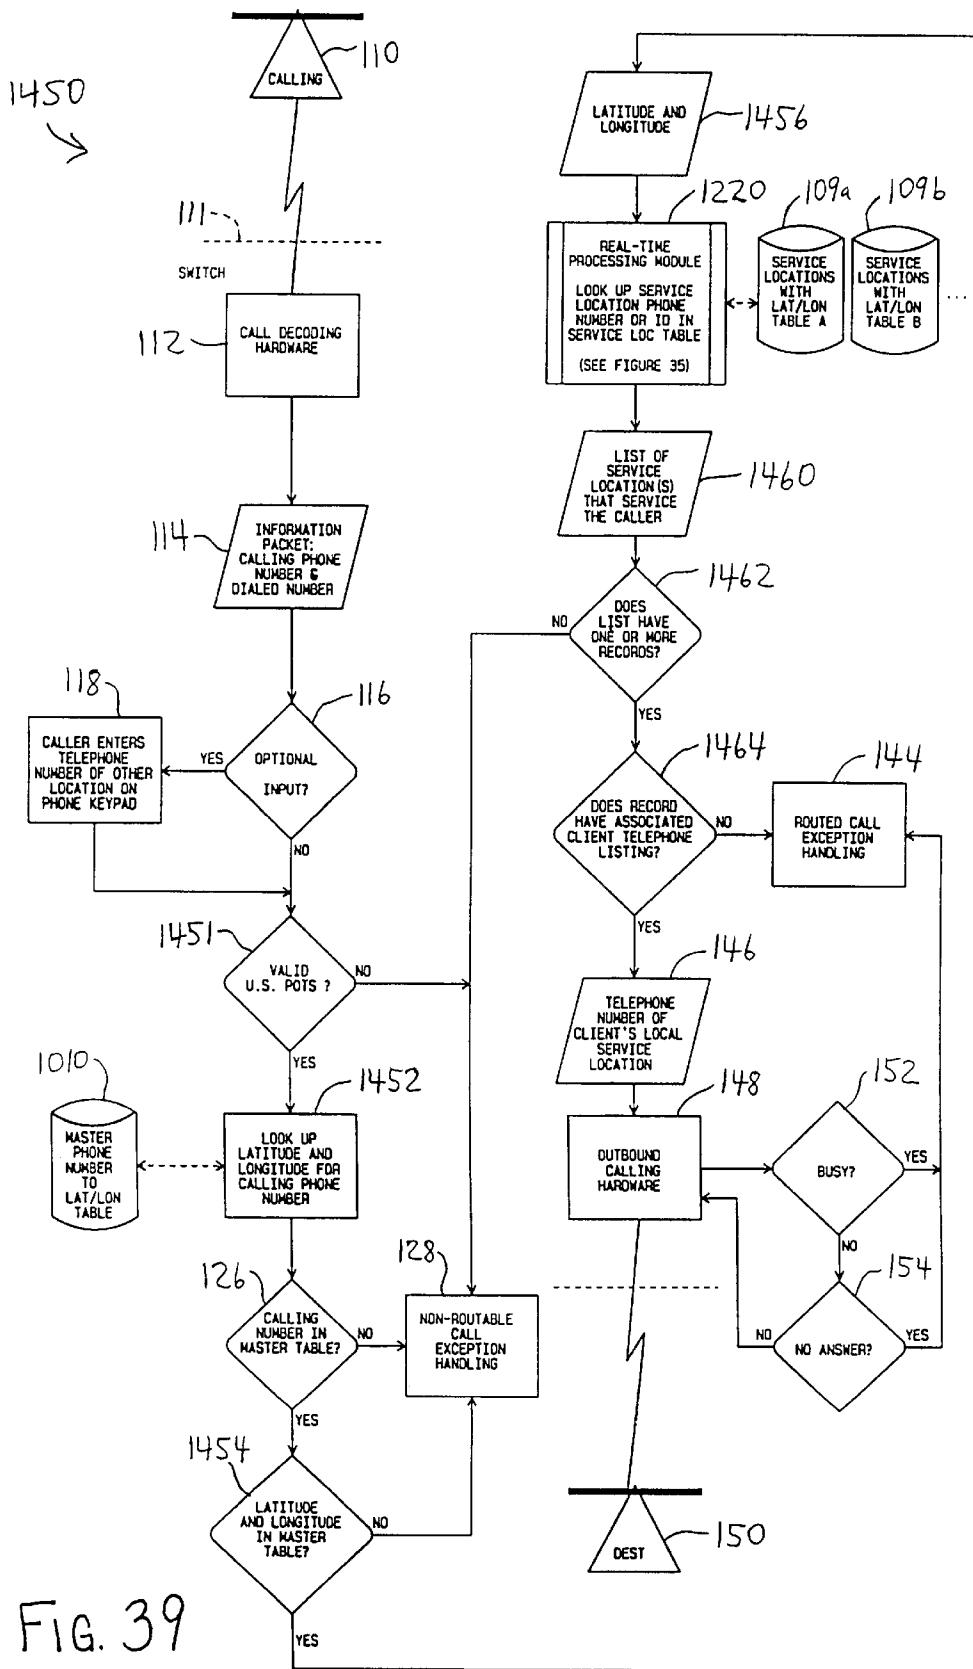 1450
110
CALLING
111
SWITCH
112
CALL DECODING
HARDWARE
114
INFORMATION
PACKET:
CALLING PHONE
NUMBER &
DIALED NUMBER
118
CALLER ENTERS
TELEPHONE
NUMBER OF OTHER
LOCATION ON
PHONE KEYPAD
YES
116
OPTIONAL
INPUT?
NO
1451
VALID
U.S. POTS ?
NO
YES
1010
MASTER
PHONE
NUMBER
TO
LAT/LON
TABLE
1452
LOOK UP
LATITUDE AND
LONGITUDE FOR
CALLING PHONE
NUMBER
126
CALLING
NUMBER IN
MASTER TABLE?
NO
YES
128
NON-ROUTABLE
CALL
EXCEPTION
HANDLING
1454
LATITUDE
AND LONGITUDE
IN MASTER
TABLE?
NO
YES
LATITUDE AND
LONGITUDE
1456
1220
REAL-TIME
PROCESSING MODULE
LOOK UP SERVICE
LOCATION PHONE
NUMBER OR ID IN
SERVICE LOC TABLE
(SEE FIGURE 35)
109a
SERVICE
LOCATIONS
WITH
LAT/LON
TABLE A
109b
SERVICE
LOCATIONS
WITH
LAT/LON
TABLE B
...
LIST OF
SERVICE
LOCATION(S)
THAT SERVICE
THE CALLER
1460
1462
DOES
LIST HAVE
ONE OR MORE
RECORDS?
NO
YES
1464
DOES RECORD
HAVE ASSOCIATED
CLIENT TELEPHONE
LISTING?
NO
YES
144
ROUTED CALL
EXCEPTION
HANDLING
146
TELEPHONE
NUMBER OF
CLIENT'S LOCAL
SERVICE
LOCATION
148
OUTBOUND
CALLING
HARDWARE
152
BUSY?
YES
NO
154
NO ANSWER?
NO
YES
150
DEST
FIG. 39